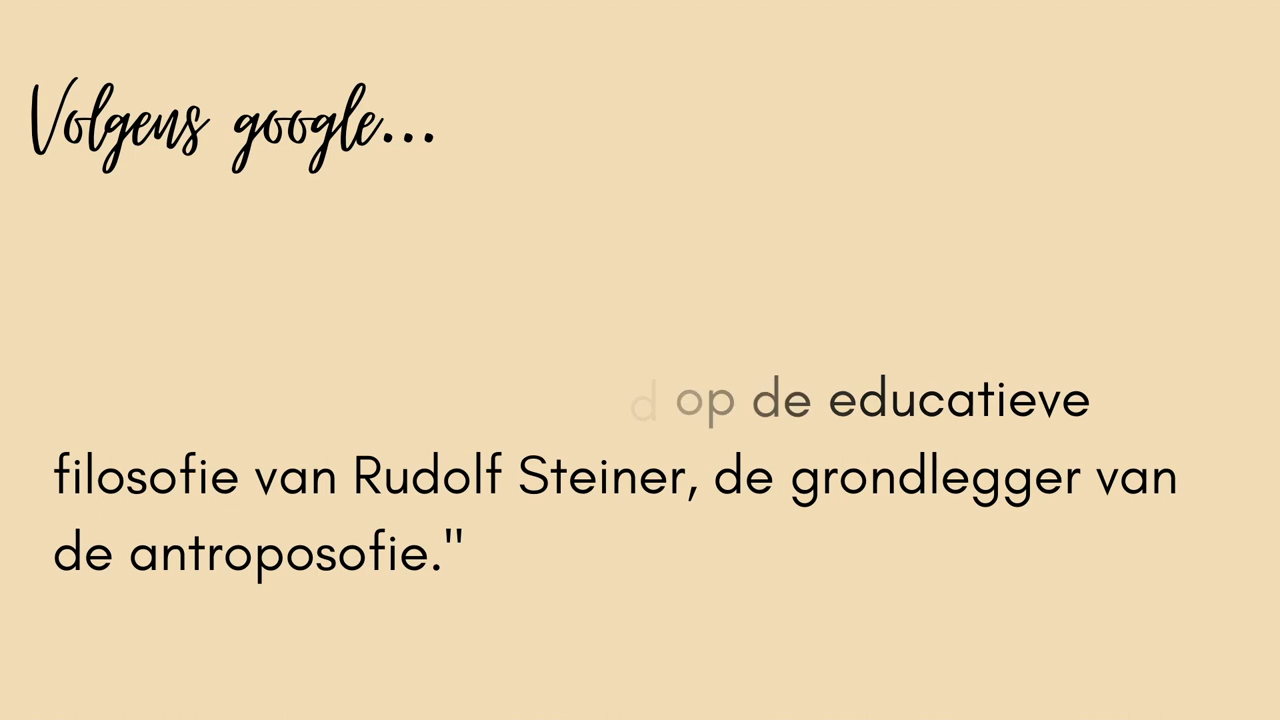 Volgens google...
op de educatieve
filosofie van Rudolf Steiner, de grondlegger van
de antroposofie."